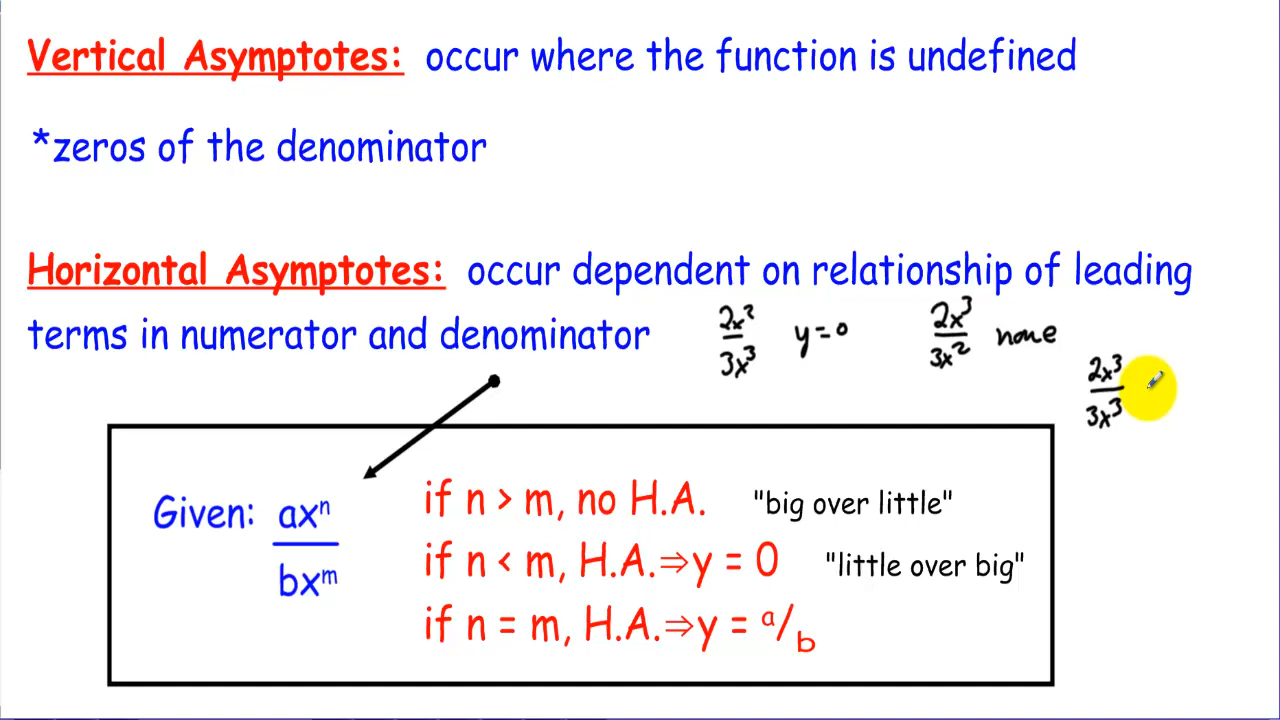 Vertical Asymptotes: occur where the function is undefined
*zeros of the denominator
Horizontal Asymptotes: occur dependent on relationship of leading
terms in numerator and denominator
2x²/3x³ y=0
2x³/3x² none
2x³/3x³
Given: axⁿ/bxᵐ
if n > m, no H.A. "big over little"
if n < m, H.A.⇒y = 0 "little over big"
if n = m, H.A.⇒y = a/b